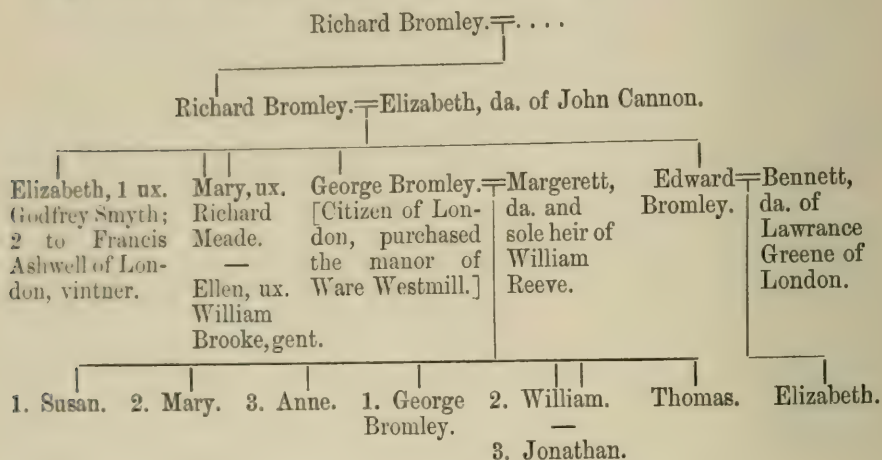 Richard Bromley.=. . . .
Richard Bromley.=Elizabeth, da. of John Cannon.
Elizabeth, 1 ux.
Godfrey Smyth;
2 to Francis
Ashwell of Lon-
don, vintner.
Mary, ux.
Richard
Meade.
—
Ellen, ux.
William
Brooke, gent.
George Bromley.=
[Citizen of Lon-
don, purchased
the manor of
Ware Westmill.]
Margerett,
da. and
sole heir of
William
Reeve.
Edward=
Bromley.
Bennett,
da. of
Lawrance
Greene of
London.
1. Susan.
2. Mary.
3. Anne.
1. George
Bromley.
2. William.
—
3. Jonathan.
Thomas.
Elizabeth.